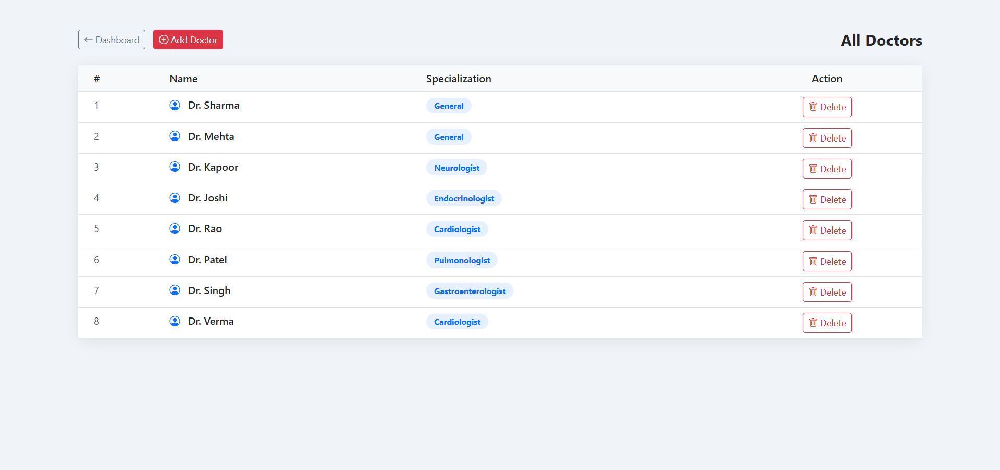 ← Dashboard Add Doctor All Doctors
# Name Specialization Action
1 Dr. Sharma General Delete
2 Dr. Mehta General Delete
3 Dr. Kapoor Neurologist Delete
4 Dr. Joshi Endocrinologist Delete
5 Dr. Rao Cardiologist Delete
6 Dr. Patel Pulmonologist Delete
7 Dr. Singh Gastroenterologist Delete
8 Dr. Verma Cardiologist Delete